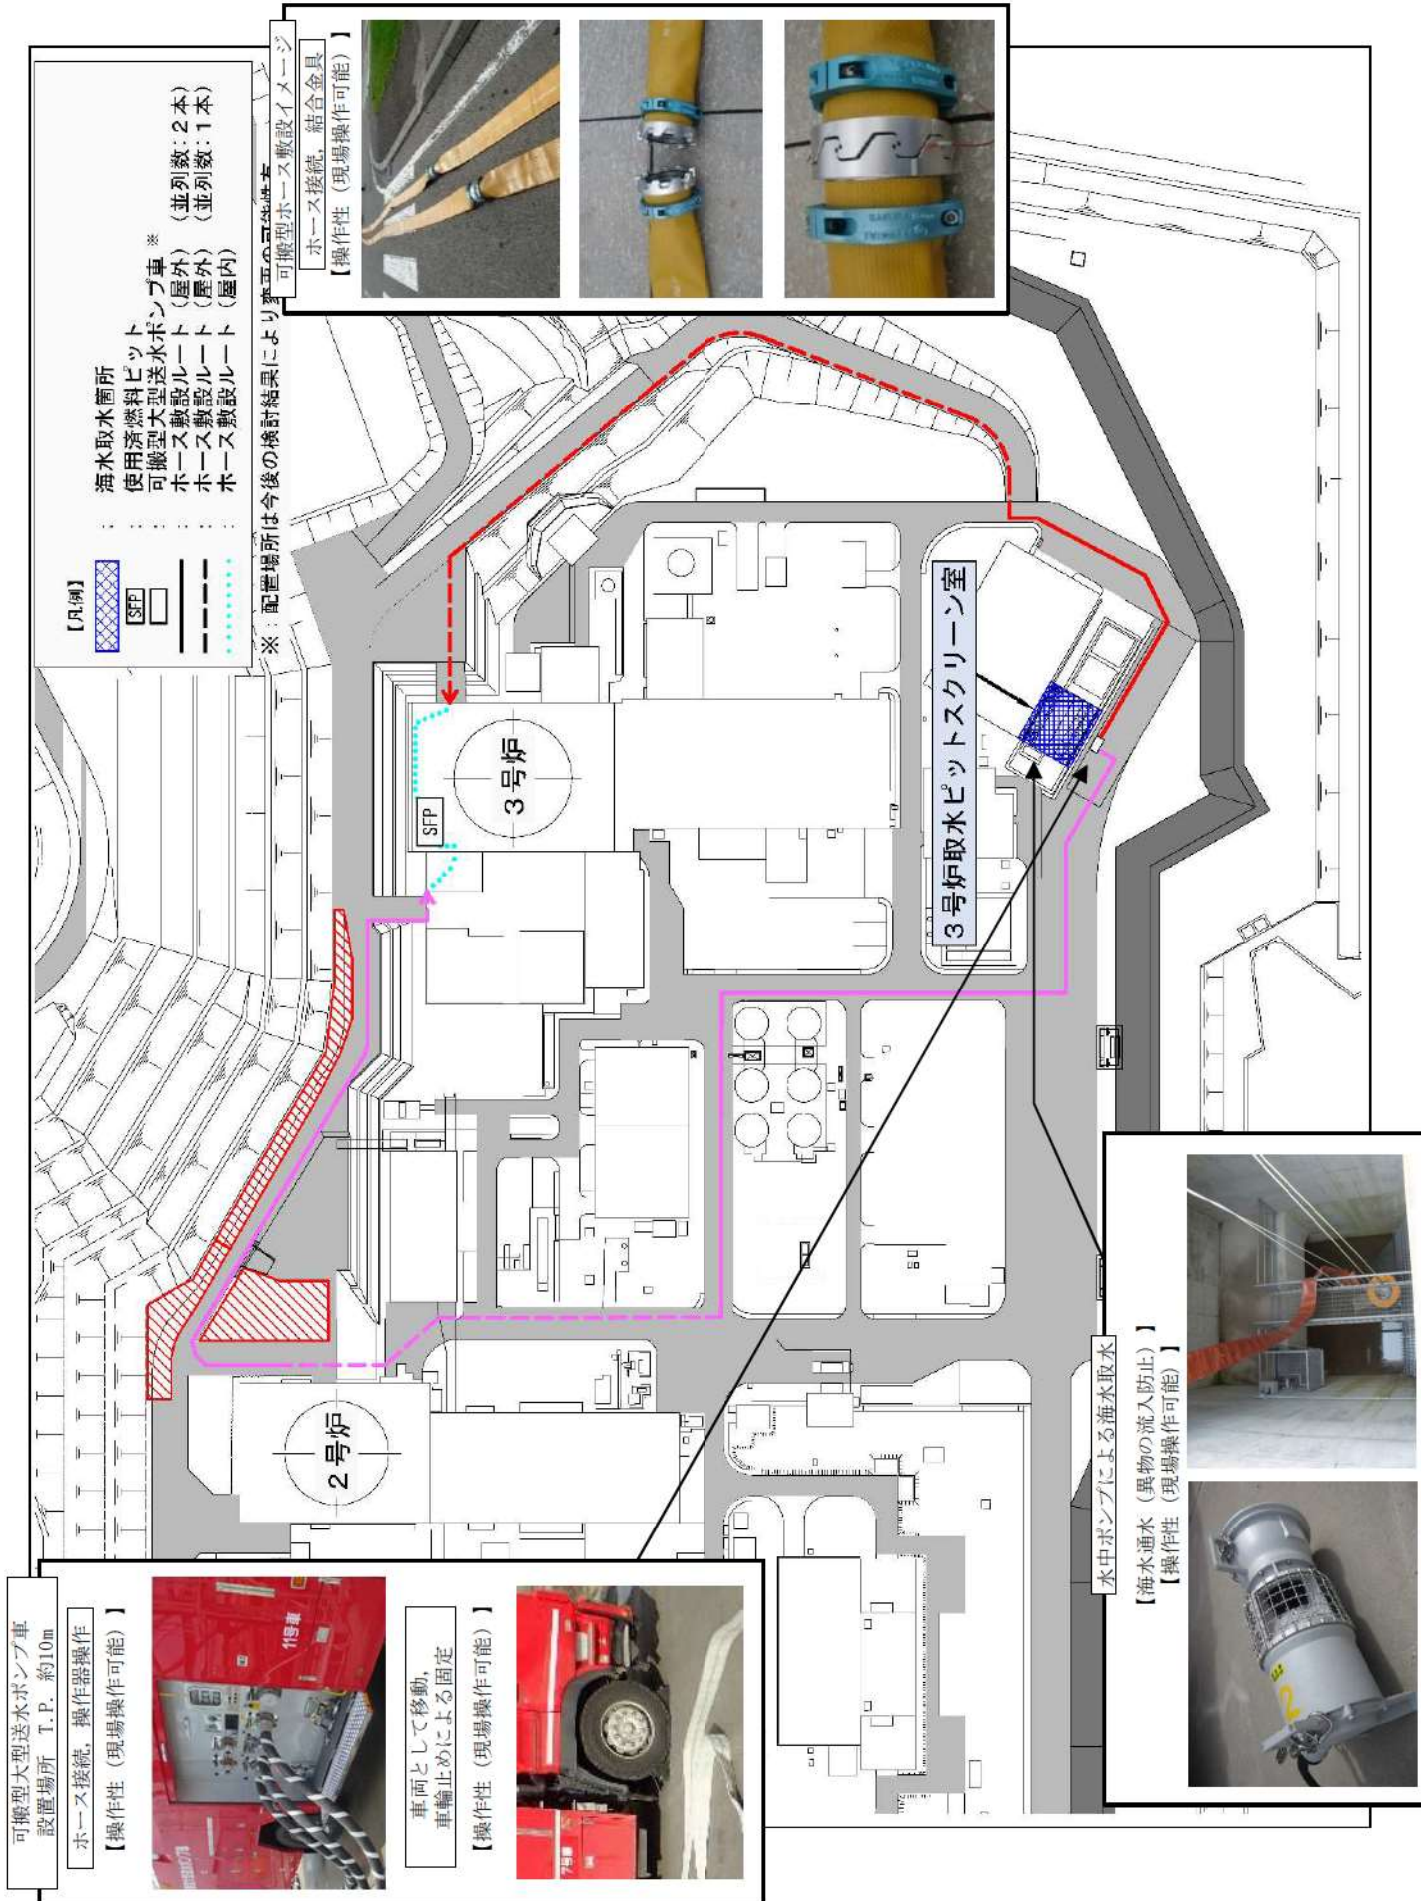 可搬型大型送水ポンプ車
設置場所 T.P. 約10m
ホース接続，操作器操作
【操作性（現場操作可能）】
11号車
車両として移動，
車輪止めによる固定
【操作性（現場操作可能）】
[凡例]
： 海水取水箇所
SFP ： 使用済燃料ピット
： 可搬型大型送水ポンプ車※
： ホース敷設ルート（屋外）（並列数：2本）
： ホース敷設ルート（屋外）（並列数：1本）
： ホース敷設ルート（屋内）
※：配置場所は今後の検討結果により変更の可能性有
可搬型ホース敷設イメージ
ホース接続，結合金具
【操作性（現場操作可能）】
2号炉
3号炉
SFP
3号炉取水ピットスクリーン室
水中ポンプによる海水取水
【海水通水（異物の流入防止）】
【操作性（現場操作可能）】
2